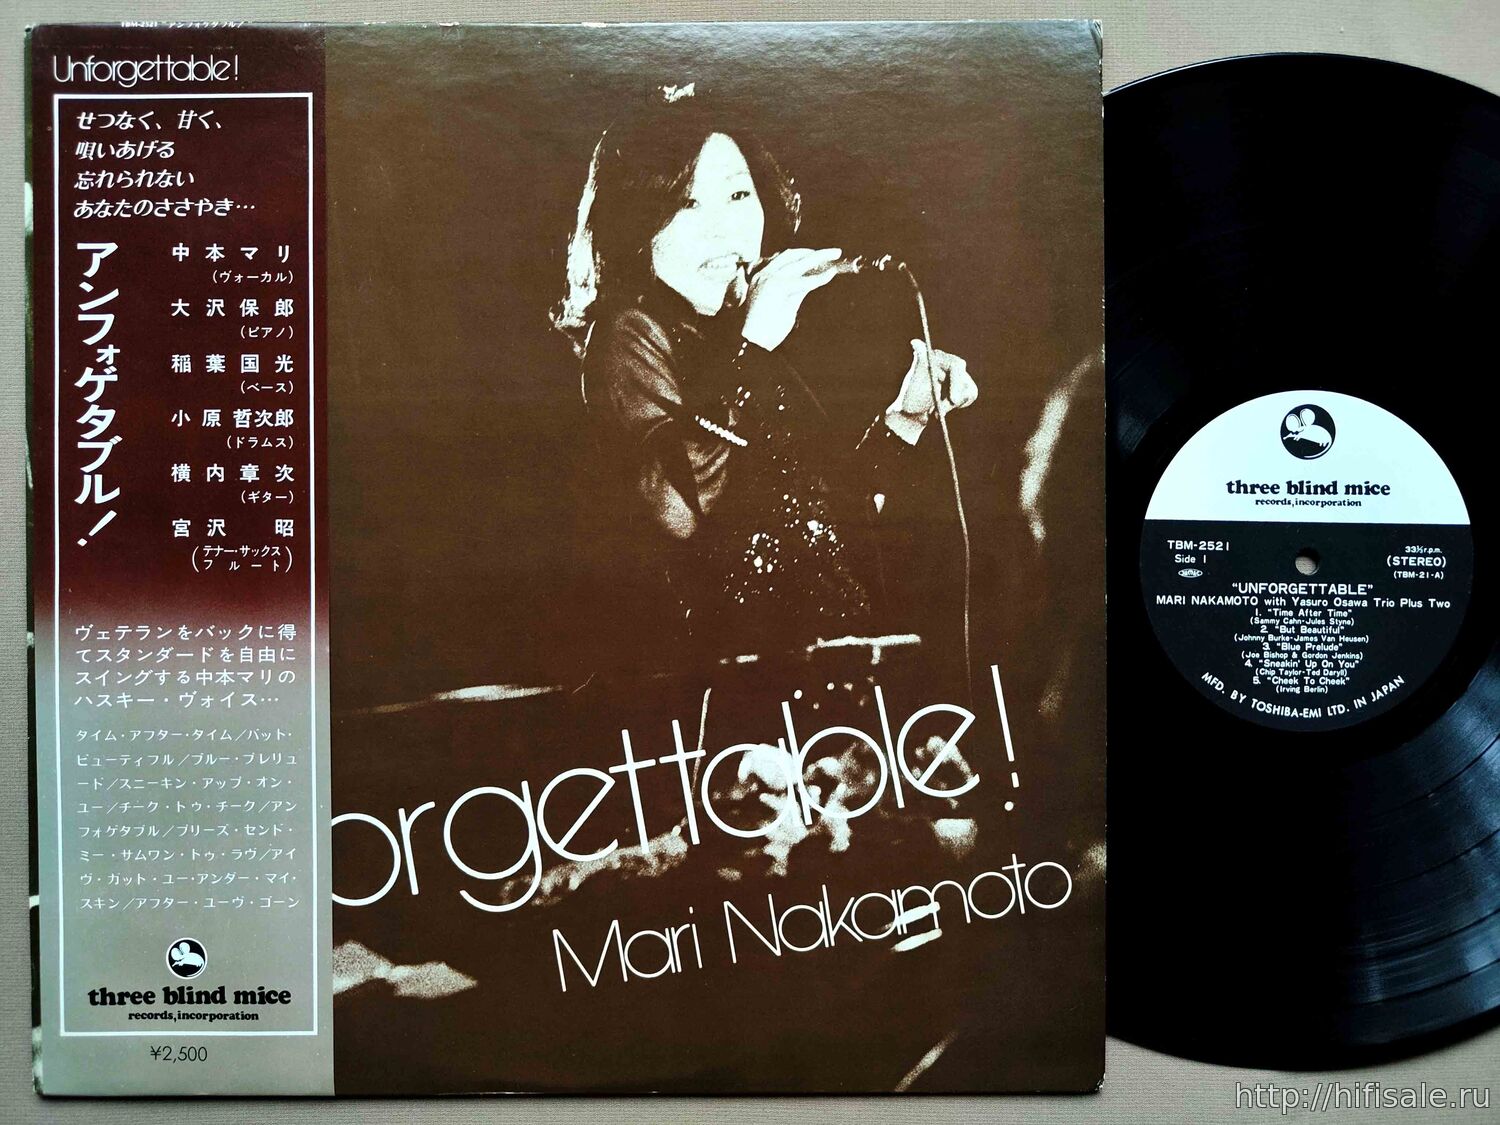 TBM-2521 "アンフォゲタブル!"
Unforgettable!
せつなく、甘く、
唄いあげる
忘れられない
あなたのささやき…
アンフォゲタブル!
中本マリ
(ヴォーカル)
大沢保郎
(ピアノ)
稲葉国光
(ベース)
小原哲次郎
(ドラムス)
横内章次
(ギター)
宮沢 昭
(テナー・サックス
フルート)
ヴェテランをバックに得
てスタンダードを自由に
スイングする中本マリの
ハスキー・ヴォイス…
タイム・アフター・タイム/バット・
ビューティフル/ブルー・プレリュ
ード/スニーキン・アップ・オン・
ユー/チーク・トゥ・チーク/アン
フォゲタブル/プリーズ・センド・
ミー・サムワン・トゥ・ラヴ/アイ
ヴ・ガット・ユー・アンダー・マイ・
スキン/アフター・ユーヴ・ゴーン
three blind mice
records, incorporation
¥2,500
orgettable!
Mari Nakamoto
three blind mice
records, incorporation
TBM-2521
Side 1
33⅓ r.p.m.
(STEREO)
(TBM-21-A)
"UNFORGETTABLE"
MARI NAKAMOTO with Yasuro Osawa Trio Plus Two
1. "Time After Time"
(Sammy Cahn-Jules Styne)
2. "But Beautiful"
(Johnny Burke-James Van Heusen)
3. "Blue Prelude"
(Joe Bishop & Gordon Jenkins)
4. "Sneakin' Up On You"
(Chip Taylor-Ted Daryll)
5. "Cheek To Cheek"
(Irving Berlin)
MFD. BY TOSHIBA-EMI LTD. IN JAPAN
http://hifisale.ru